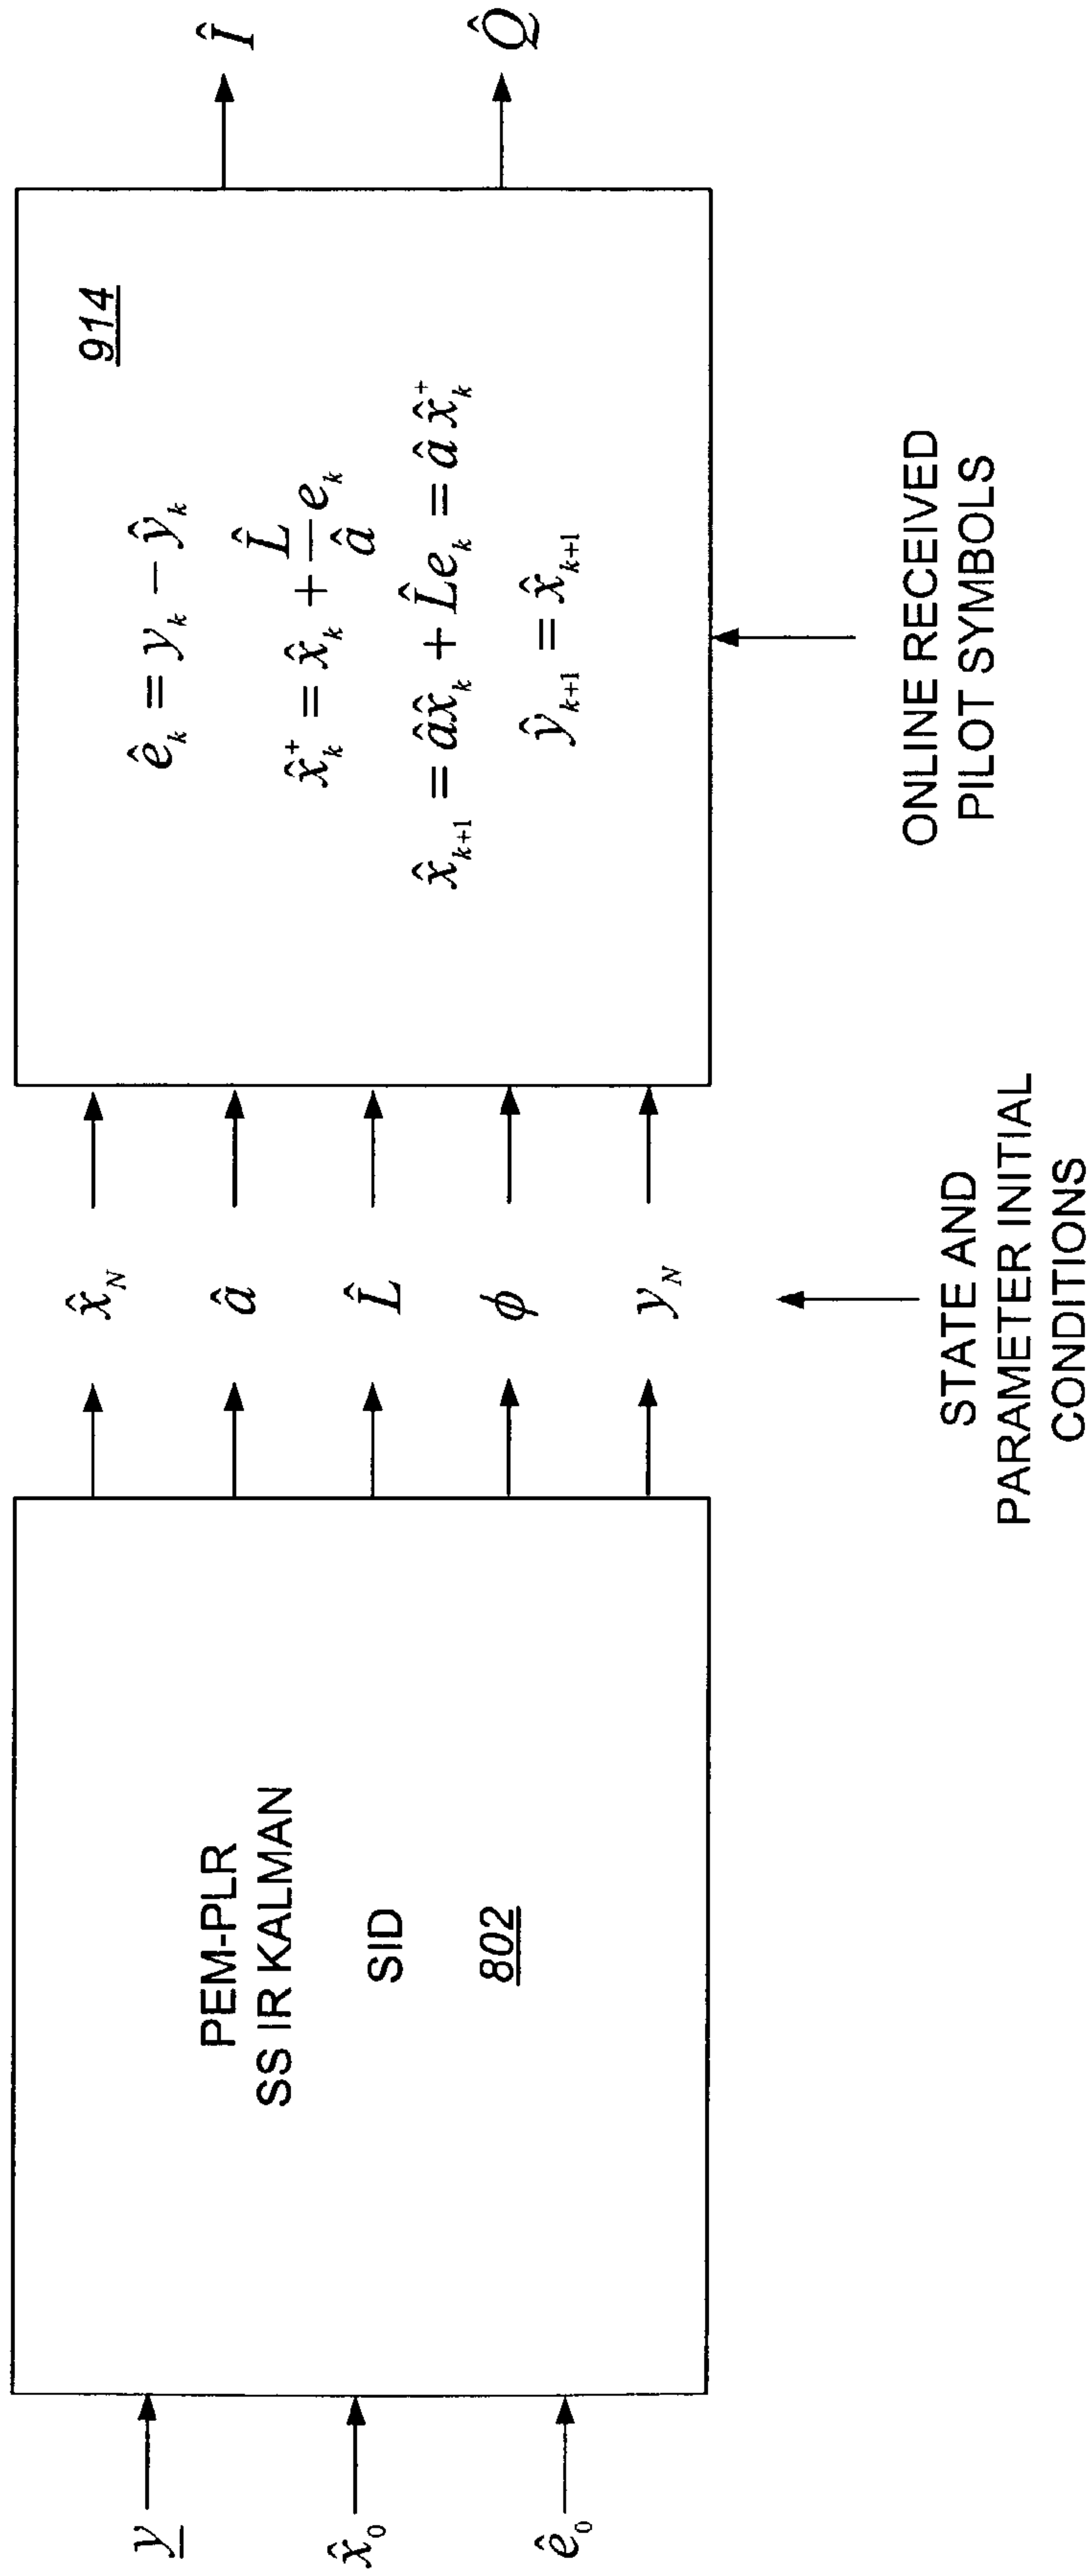 y
x̂₀
ê₀
PEM-PLR
SS IR KALMAN
SID
802
x̂_N
â
L̂
ϕ
y_N
STATE AND
PARAMETER INITIAL
CONDITIONS
914
ê_k = y_k − ŷ_k
x̂_k⁺ = x̂_k + L̂/â e_k
x̂_{k+1} = âx̂_k + L̂e_k = â x̂_k⁺
ŷ_{k+1} = x̂_{k+1}
ONLINE RECEIVED
PILOT SYMBOLS
Î
Q̂